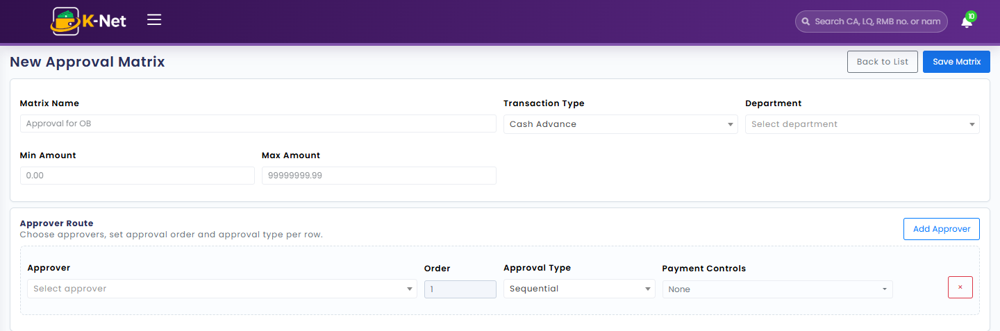 K-Net
Search CA, LQ, RMB no. or nam
10
New Approval Matrix
Back to List
Save Matrix
Matrix Name
Transaction Type
Department
Approval for OB
Cash Advance
Select department
Min Amount
Max Amount
0.00
99999999.99
Approver Route
Choose approvers, set approval order and approval type per row.
Add Approver
Approver
Order
Approval Type
Payment Controls
Select approver
1
Sequential
None
×